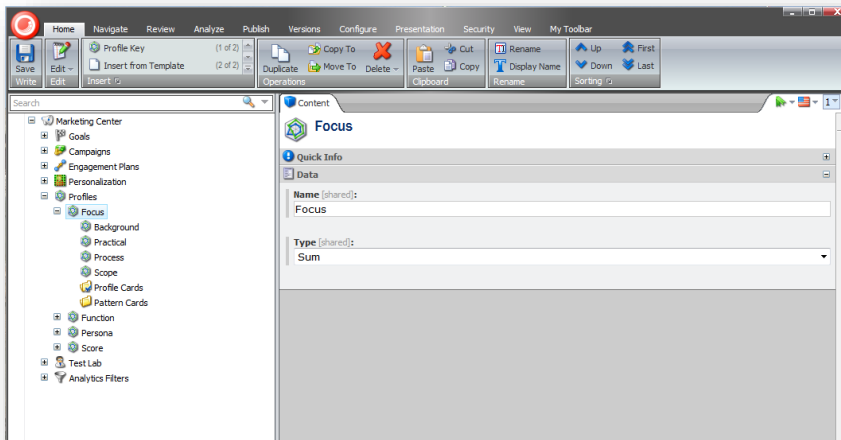 Home Navigate Review Analyze Publish Versions Configure Presentation Security View My Toolbar
Save
Write
Edit
Edit
Profile Key (1 of 2)
Insert from Template (2 of 2)
Insert
Duplicate
Copy To
Move To
Delete
Operations
Paste
Cut
Copy
Clipboard
Rename
Display Name
Rename
Up First
Down Last
Sorting
Search
Marketing Center
Goals
Campaigns
Engagement Plans
Personalization
Profiles
Focus
Background
Practical
Process
Scope
Profile Cards
Pattern Cards
Function
Persona
Score
Test Lab
Analytics Filters
Content
1
Focus
Quick Info
Data
Name [shared]:
Focus
Type [shared]:
Sum